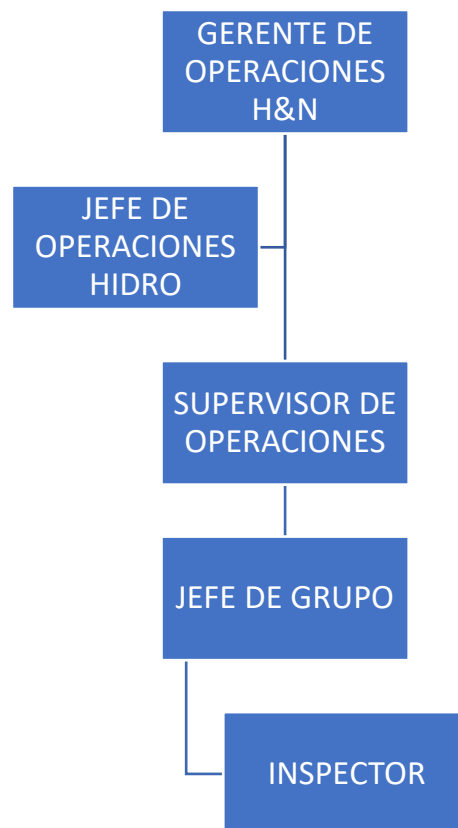 GERENTE DE
OPERACIONES
H&N
JEFE DE
OPERACIONES
HIDRO
SUPERVISOR DE
OPERACIONES
JEFE DE GRUPO
INSPECTOR